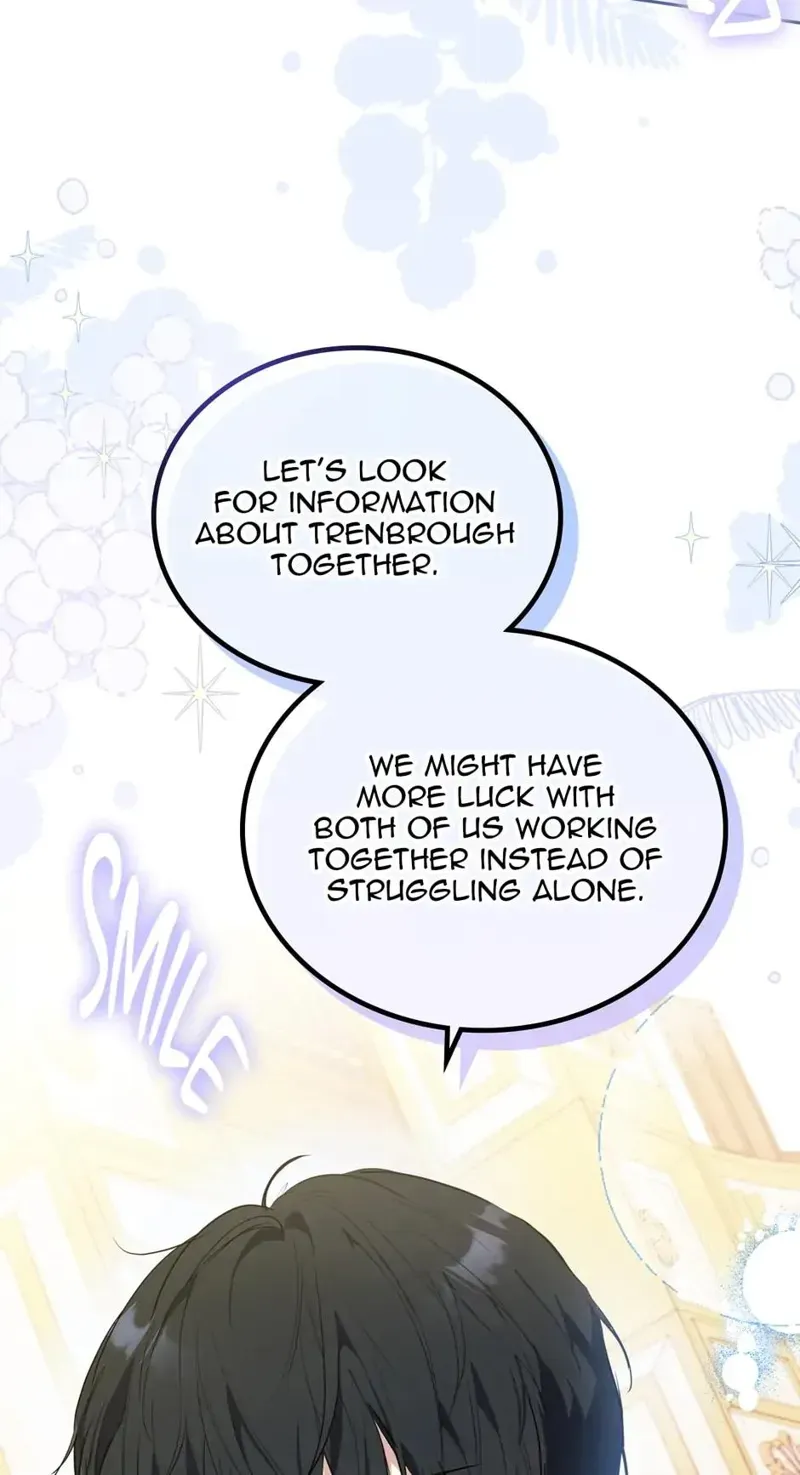 LET'S LOOK
FOR INFORMATION
ABOUT TRENBROUGH
TOGETHER.
WE MIGHT HAVE
MORE LUCK WITH
BOTH OF US WORKING
TOGETHER INSTEAD OF
STRUGGLING ALONE.
SMILE